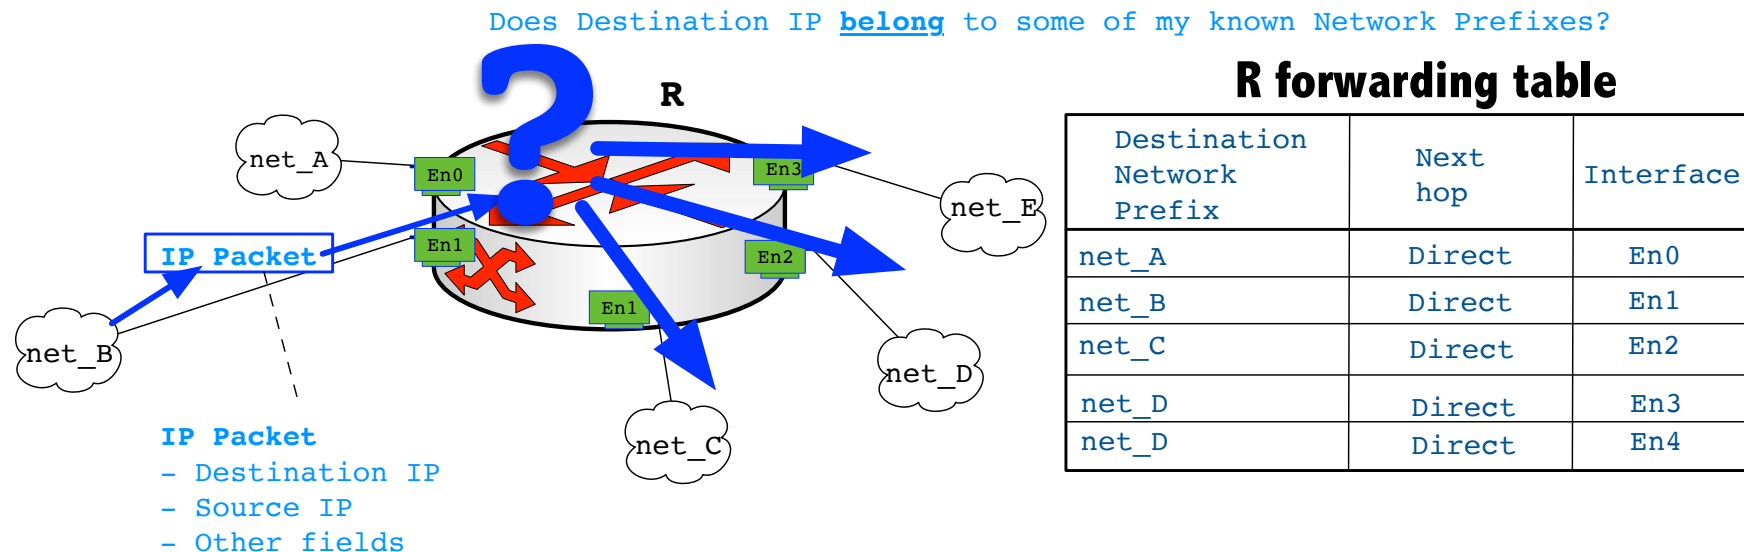 Does Destination IP belong to some of my known Network Prefixes?
?
R
net_A
En0
En3
net_E
En1
En2
IP Packet
En1
net_B
net_D
net_C
IP Packet
– Destination IP
– Source IP
– Other fields
R forwarding table
Destination Network Prefix
Next hop
Interface
net_A Direct En0
net_B Direct En1
net_C Direct En2
net_D Direct En3
net_D Direct En4